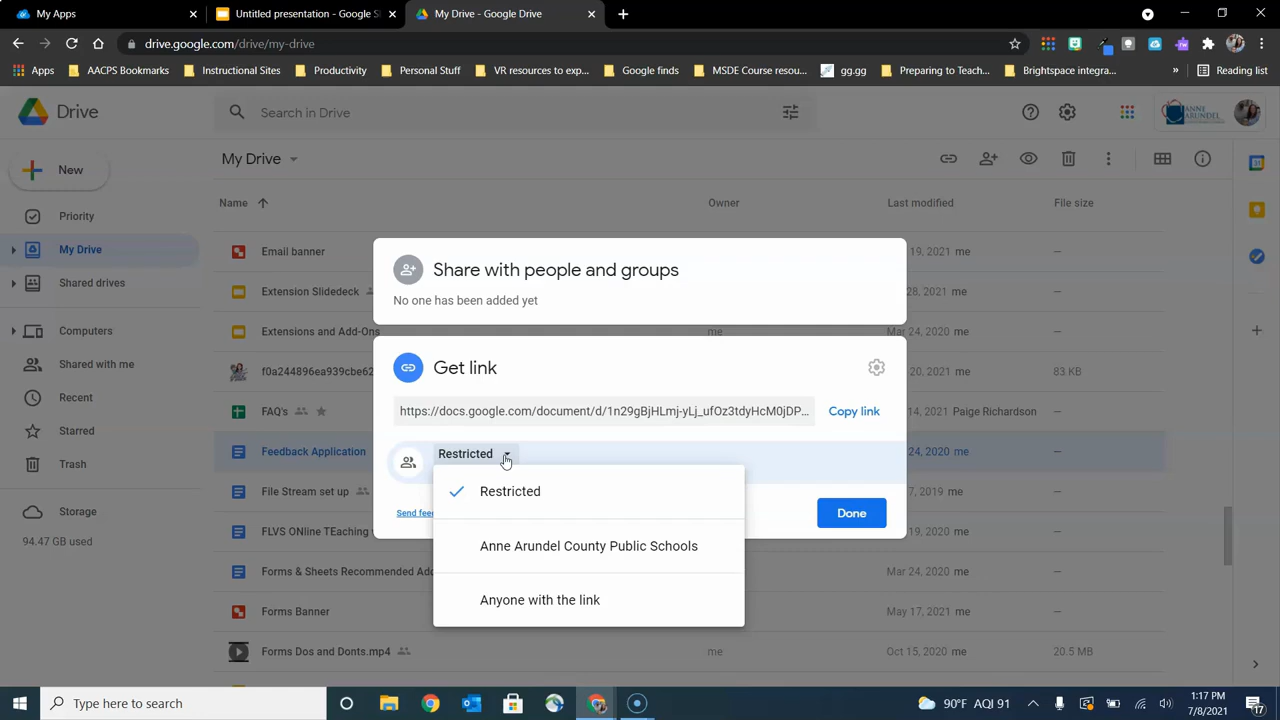 My Apps
Untitled presentation - Google S
My Drive - Google Drive
drive.google.com/drive/my-drive
Apps
AACPS Bookmarks
Instructional Sites
Productivity
Personal Stuff
VR resources to exp...
Google finds
MSDE Course resou...
gg.gg
Preparing to Teach...
Brightspace integra...
»
Reading list
Drive
Search in Drive
ANNE
ARUNDEL
New
My Drive
Name
Owner
Last modified
File size
Priority
My Drive
Shared drives
Computers
Shared with me
Recent
Starred
Trash
Storage
94.47 GB used
Email banner
19, 2021 me
—
Extension Slidedeck
28, 2021 me
—
Extensions and Add-Ons
me
Mar 24, 2020 me
—
f0a244896ea939cbe62
83 KB
FAQ's
Paige Richardson
—
Feedback Application
24, 2020 me
—
File Stream set up
7, 2019 me
—
FLVS ONline TEaching
—
Forms & Sheets Recommended Add
Mar 24, 2020 me
—
Forms Banner
me
May 17, 2021 me
—
Forms Dos and Donts.mp4
me
Oct 15, 2020 me
20.5 MB
Share with people and groups
No one has been added yet
Get link
https://docs.google.com/document/d/1n29gBjHLmj-yLj_ufOz3tdyHcM0jDP...
Copy link
Restricted
Restricted
Anne Arundel County Public Schools
Anyone with the link
Send fee
Done
Type here to search
90°F AQI 91
1:17 PM
7/8/2021
17